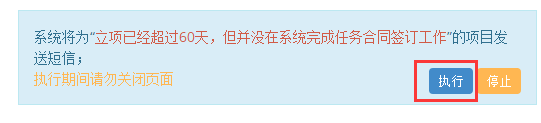 系统将为“立项已经超过60天，但并没在系统完成任务合同签订工作”的项目发
送短信；
执行期间请勿关闭页面
执行 停止